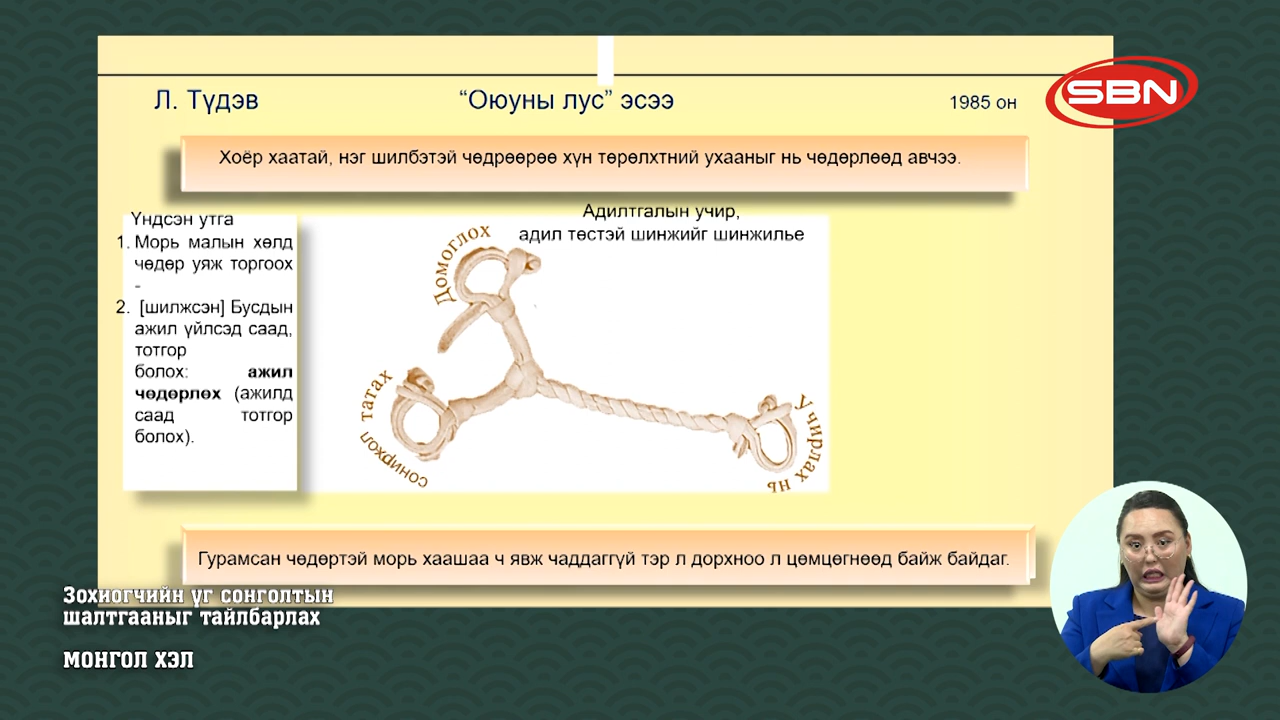 Л. Түдэв
“Оюуны лус” эсээ
1985 он
SBN
Хоёр хаатай, нэг шилбэтэй чөдрөөрөө хүн төрөлхтний ухааныг нь чөдөрлөөд авчээ.
Үндсэн утга
1. Морь малын хөлд
чөдөр уяж торгоох
-
2. [шилжсэн] Бусдын
ажил үйлсэд саад,
тотгор
болох: ажил
чөдөрлөх (ажилд
саад тотгор
болох).
Адилтгалын учир,
адил төстэй шинжийг шинжилье
Домоглох
сонирхол татах
Учирлах нь
Гурамсан чөдөртэй морь хаашаа ч явж чаддаггүй тэр л дорхноо л цөмцөгнөөд байж байдаг.
Зохиогчийн үг сонголтын
шалтгааныг тайлбарлах
МОНГОЛ ХЭЛ